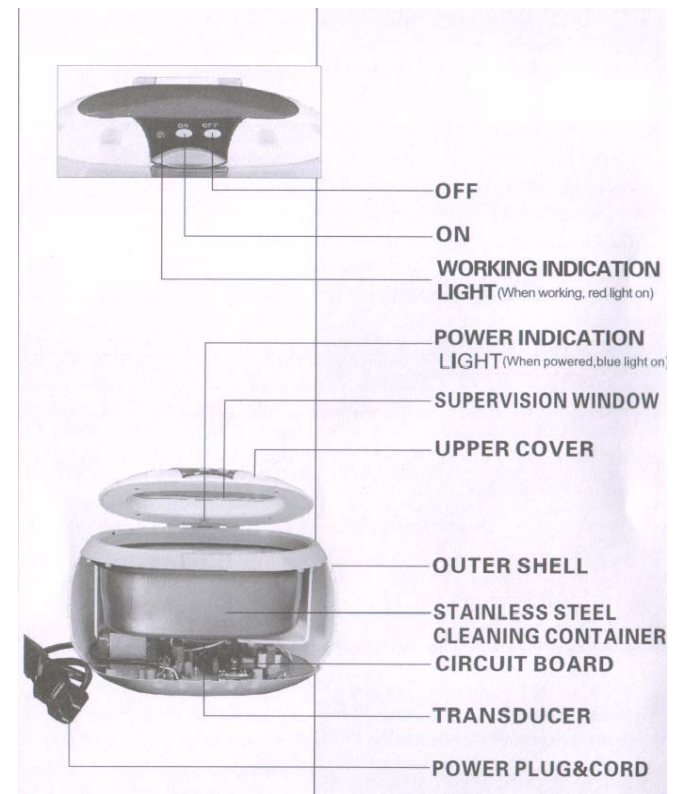 ON OFF
OFF
ON
WORKING INDICATION
LIGHT (When working, red light on)
POWER INDICATION
LIGHT (When powered,blue light on)
SUPERVISION WINDOW
UPPER COVER
OUTER SHELL
STAINLESS STEEL
CLEANING CONTAINER
CIRCUIT BOARD
TRANSDUCER
POWER PLUG&CORD